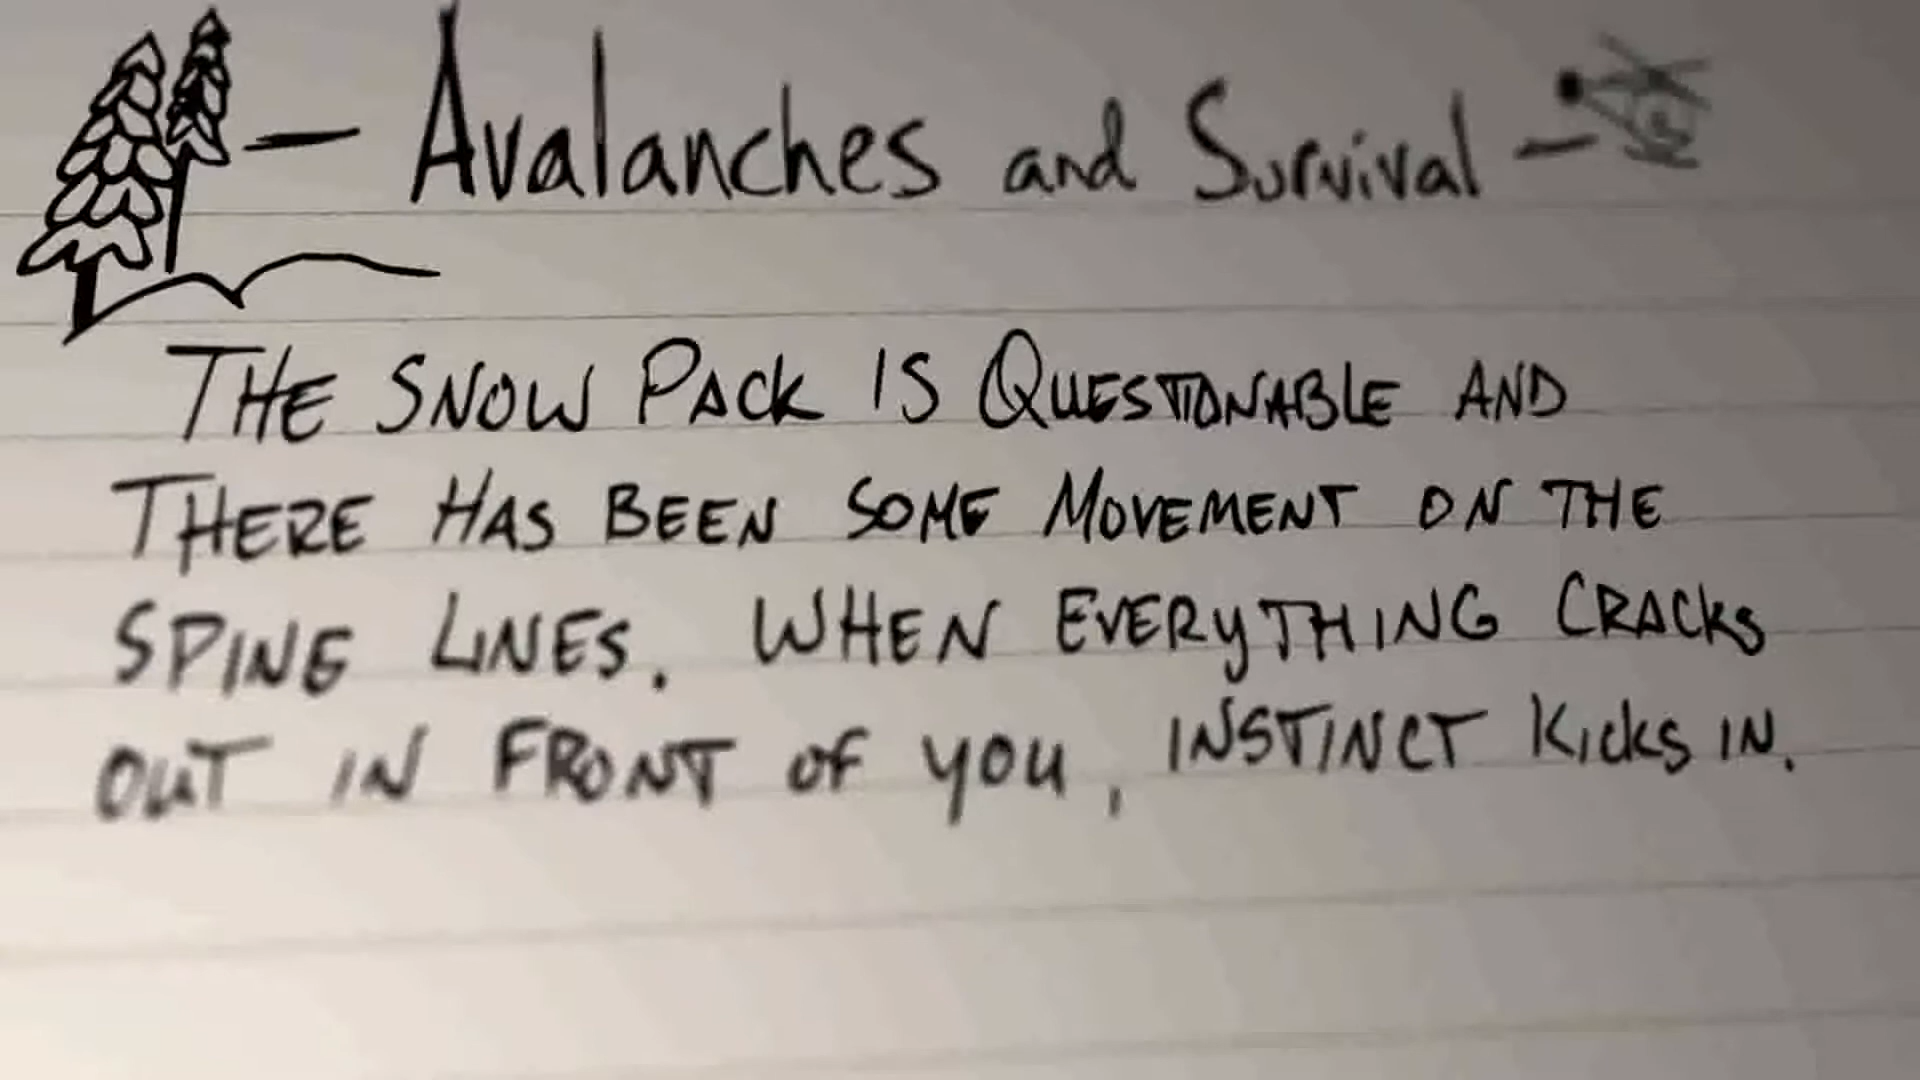 - Avalanches and Survival -
THE SNOW PACK IS QUESTIONABLE AND
THERE HAS BEEN SOME MOVEMENT ON THE
SPINE LINES. WHEN EVERYTHING CRACKS
OUT IN FRONT OF YOU, INSTINCT KICKS IN.